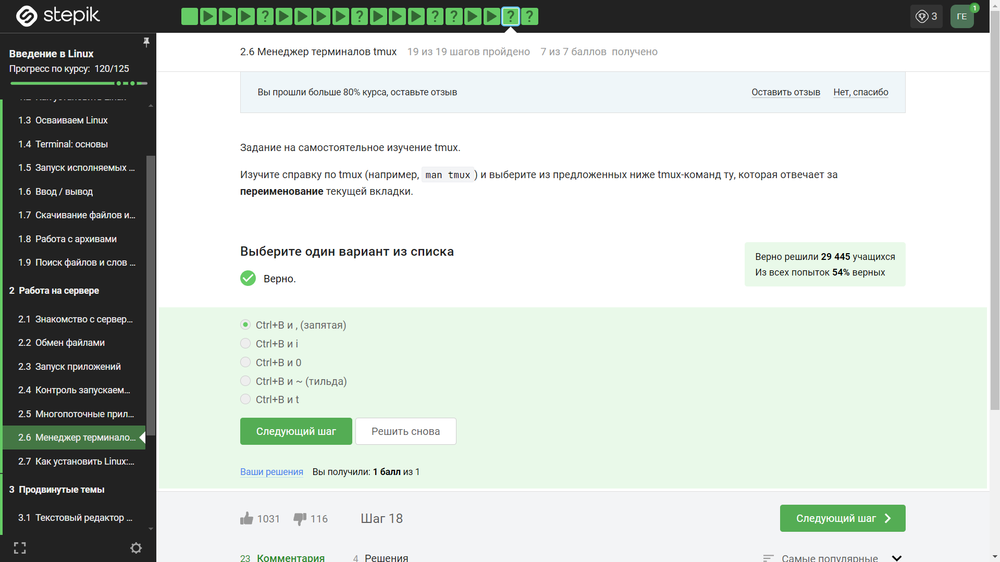 stepik
? ? ? ? ? ?
3
ГЕ
1
Введение в Linux
Прогресс по курсу: 120/125
1.2 Как установить Linux
1.3 Осваиваем Linux
1.4 Terminal: основы
1.5 Запуск исполняемых ...
1.6 Ввод / вывод
1.7 Скачивание файлов и...
1.8 Работа с архивами
1.9 Поиск файлов и слов ...
2 Работа на сервере
2.1 Знакомство с сервер...
2.2 Обмен файлами
2.3 Запуск приложений
2.4 Контроль запускаем...
2.5 Многопоточные прил...
2.6 Менеджер терминало...
2.7 Как установить Linux:...
3 Продвинутые темы
3.1 Текстовый редактор ...
2.6 Менеджер терминалов tmux 19 из 19 шагов пройдено 7 из 7 баллов получено
Вы прошли больше 80% курса, оставьте отзыв
Оставить отзыв Нет, спасибо
Задание на самостоятельное изучение tmux.
Изучите справку по tmux (например, man tmux ) и выберите из предложенных ниже tmux-команд ту, которая отвечает за
переименование текущей вкладки.
Выберите один вариант из списка
Верно.
Верно решили 29 445 учащихся
Из всех попыток 54% верных
Ctrl+B и , (запятая)
Ctrl+B и i
Ctrl+B и 0
Ctrl+B и ~ (тильда)
Ctrl+B и t
Следующий шаг Решить снова
Ваши решения Вы получили: 1 балл из 1
1031 116 Шаг 18
Следующий шаг
23 Комментария 4 Решения
Самые популярные